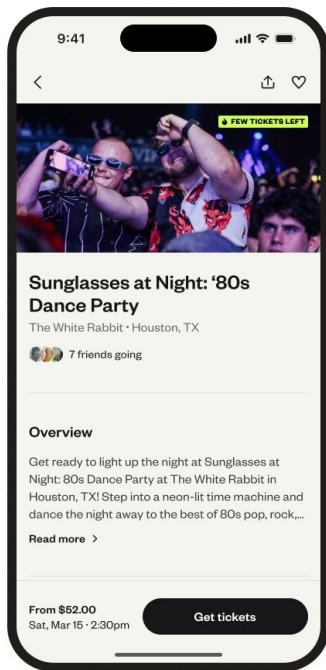 9:41
FEW TICKETS LEFT
Sunglasses at Night: ‘80s
Dance Party
The White Rabbit • Houston, TX
7 friends going
Overview
Get ready to light up the night at Sunglasses at
Night: 80s Dance Party at The White Rabbit in
Houston, TX! Step into a neon-lit time machine and
dance the night away to the best of 80s pop, rock,...
Read more >
From $52.00
Sat, Mar 15 · 2:30pm
Get tickets